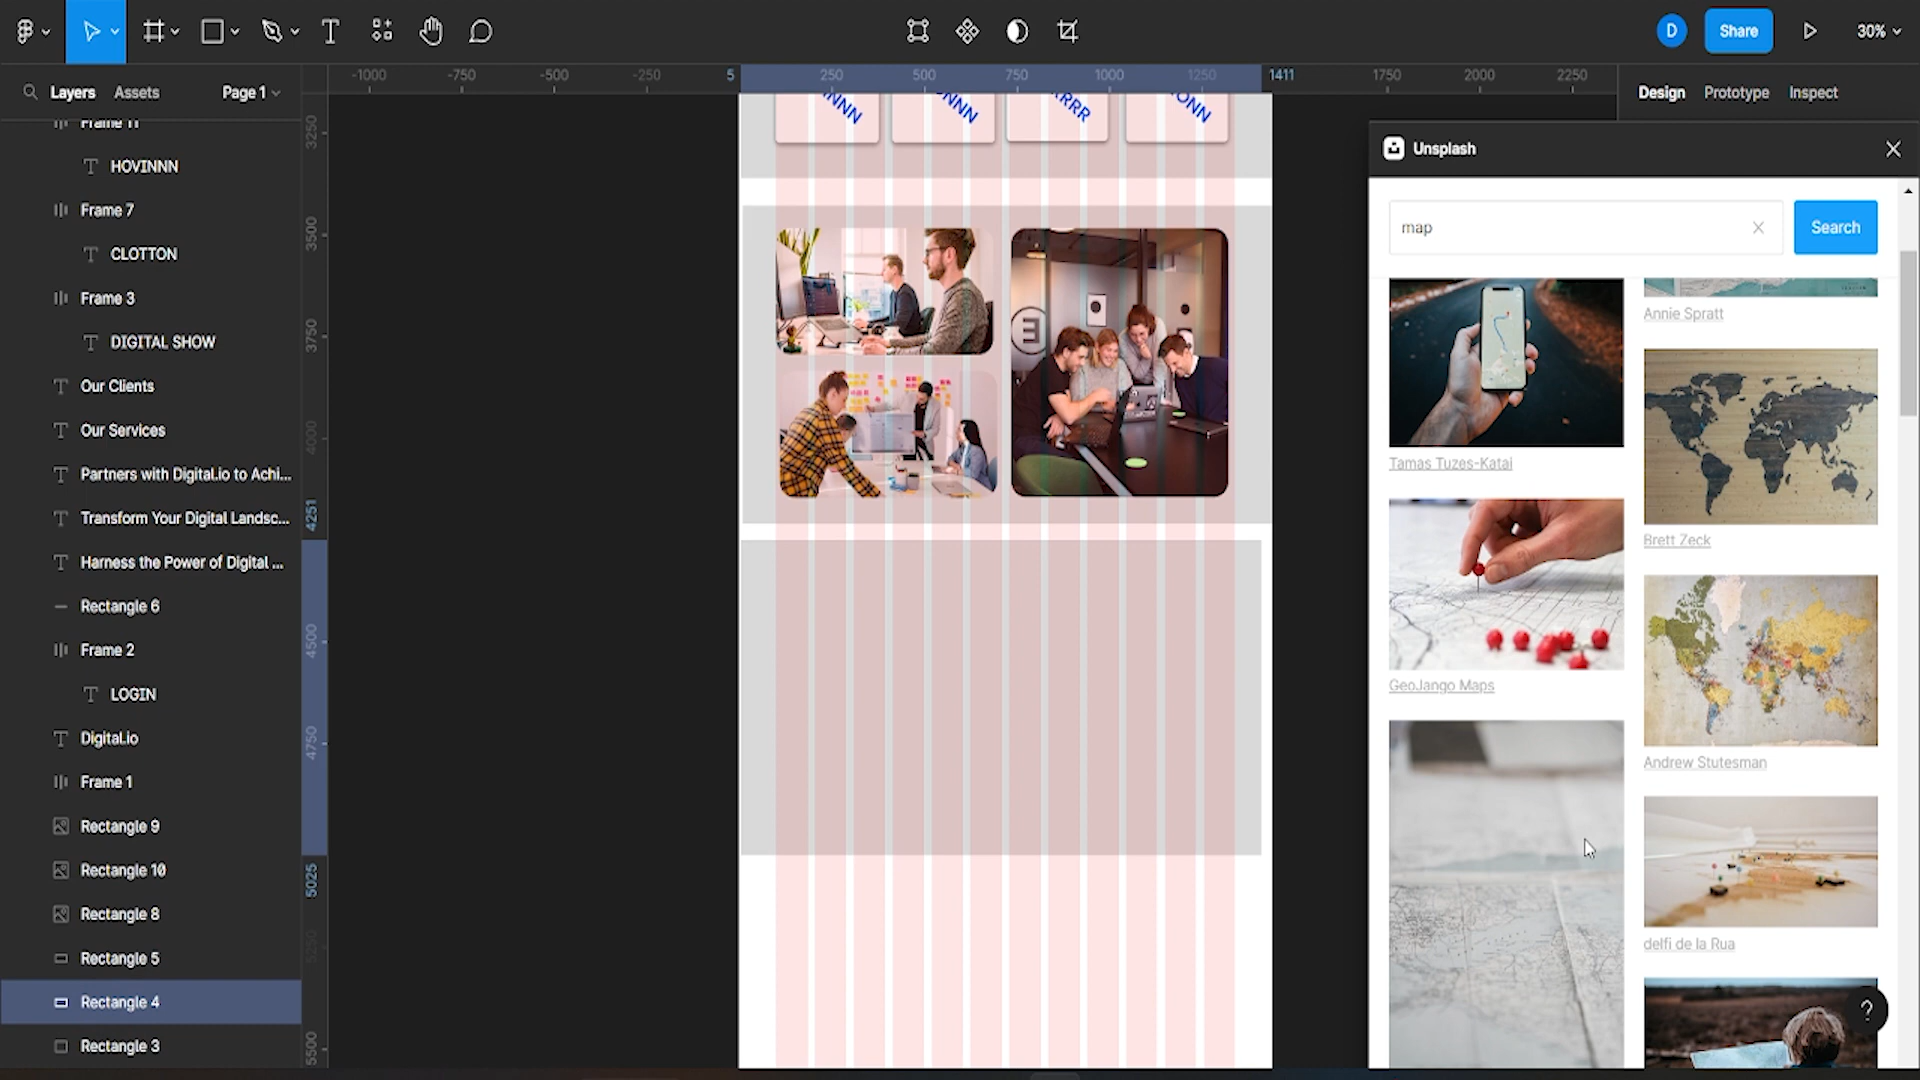 D
Share
30%
Layers
Assets
Page 1
-1000
-750
-500
-250
5
250
500
750
1000
1250
1411
1750
2000
2250
Design
Prototype
Inspect
Frame 11
HOVINNN
Frame 7
CLOTTON
Frame 3
DIGITAL SHOW
Our Clients
Our Services
Partners with Digital.io to Achi...
Transform Your Digital Landsc...
Harness the Power of Digital ...
Rectangle 6
Frame 2
LOGIN
Digital.io
Frame 1
Rectangle 9
Rectangle 10
Rectangle 8
Rectangle 5
Rectangle 4
Rectangle 3
3250
3500
3750
4000
4251
4500
4750
5025
5250
5500
Unsplash
map
Search
Annie Spratt
Tamas Tuzes-Katai
Brett Zeck
GeoJango Maps
Andrew Stutesman
delfi de la Rua
?